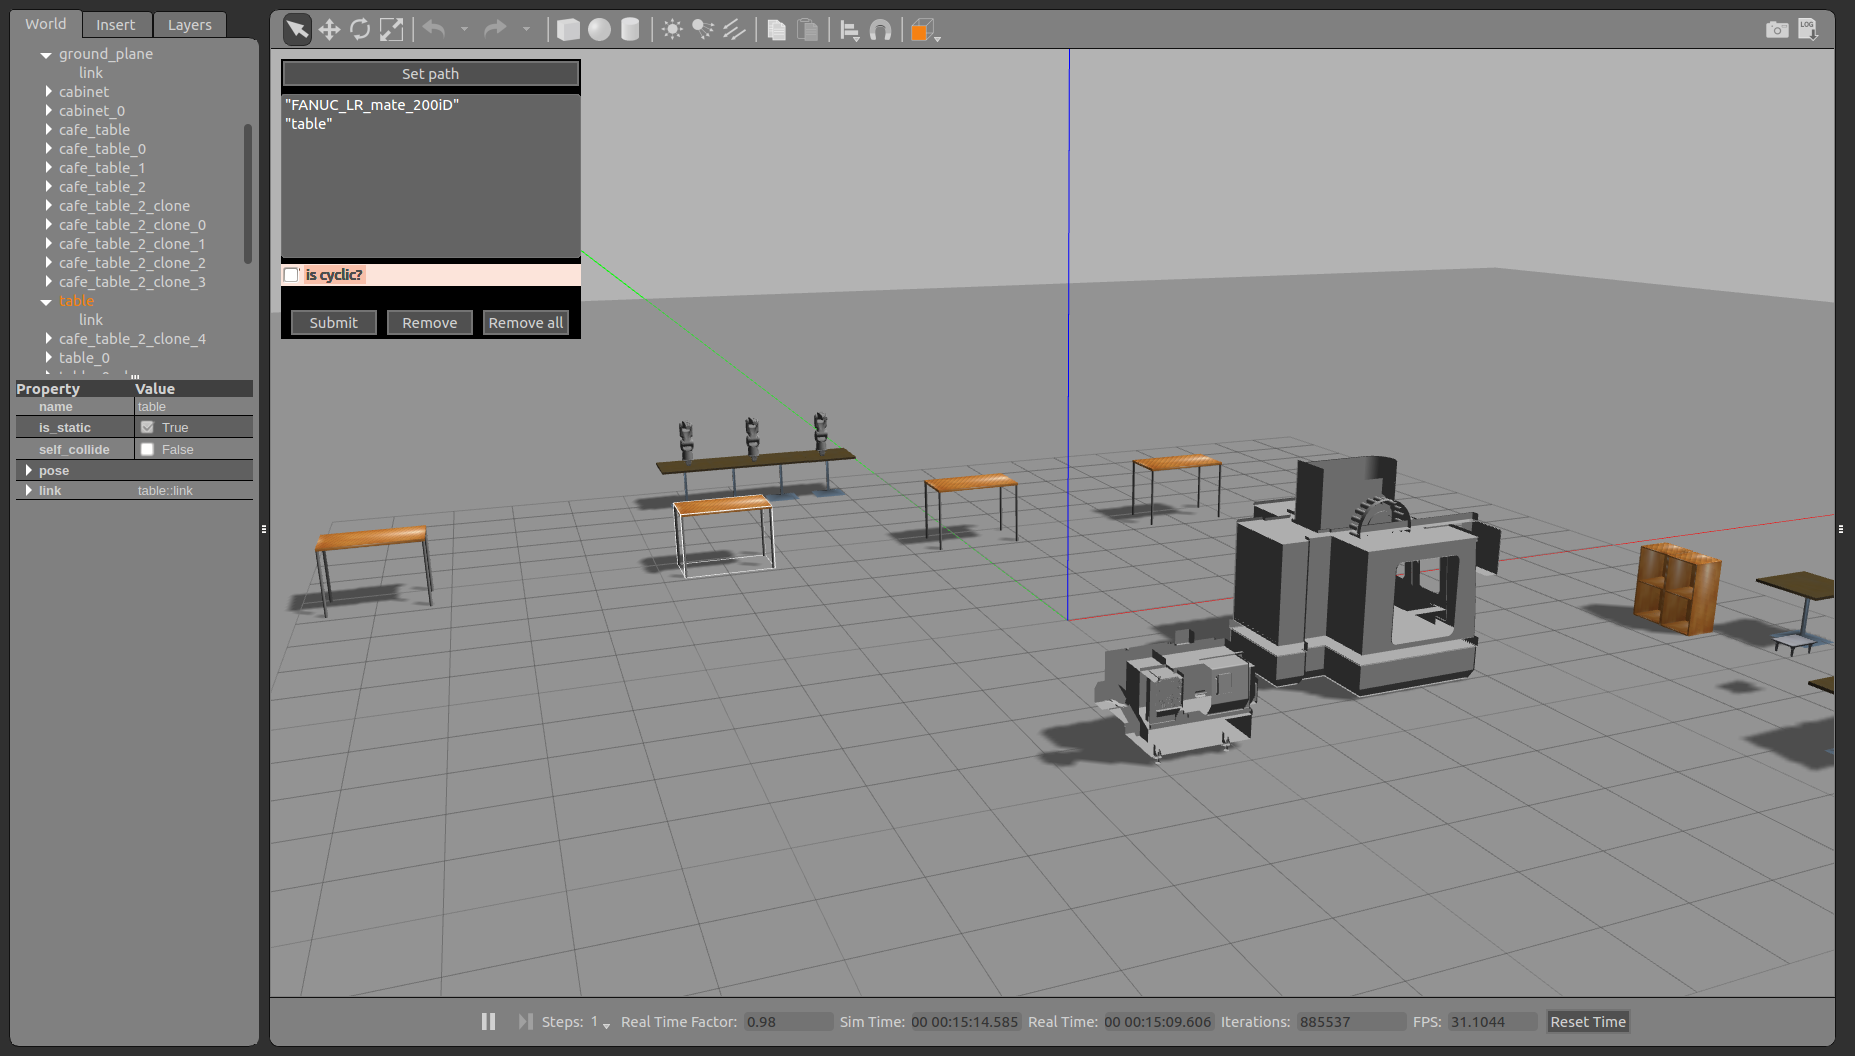 World
Insert
Layers
ground_plane
link
cabinet
cabinet_0
cafe_table
cafe_table_0
cafe_table_1
cafe_table_2
cafe_table_2_clone
cafe_table_2_clone_0
cafe_table_2_clone_1
cafe_table_2_clone_2
cafe_table_2_clone_3
table
link
cafe_table_2_clone_4
table_0
Property Value
name table
is_static True
self_collide False
pose
link table::link
LOG
Set path
"FANUC_LR_mate_200iD"
"table"
is cyclic?
Submit Remove Remove all
Steps: 1 Real Time Factor: 0.98 Sim Time: 00 00:15:14.585 Real Time: 00 00:15:09.606 Iterations: 885537 FPS: 31.1044 Reset Time